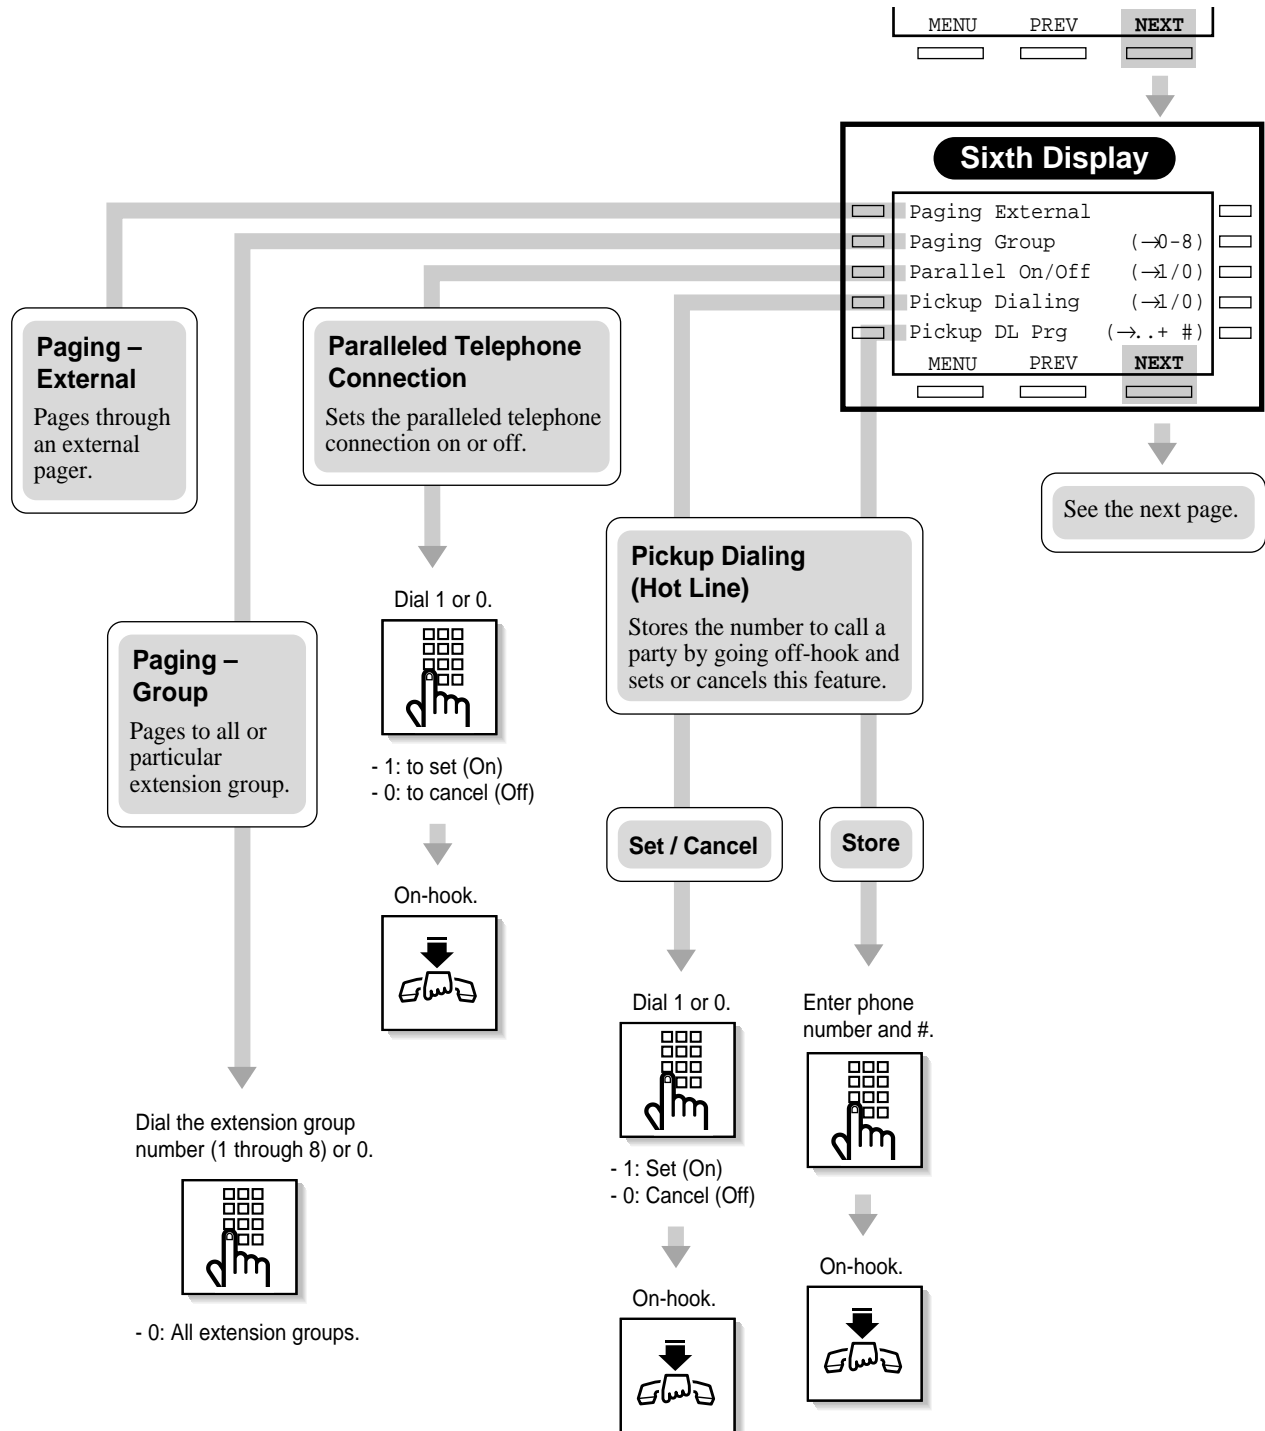 MENU PREV NEXT
Sixth Display
Paging External
Paging Group (→0-8)
Parallel On/Off (→1/0)
Pickup Dialing (→1/0)
Pickup DL Prg (→..+ #)
MENU PREV NEXT
See the next page.
Paging –
External
Pages through
an external
pager.
Paralleled Telephone
Connection
Sets the paralleled telephone
connection on or off.
Pickup Dialing
(Hot Line)
Stores the number to call a
party by going off-hook and
sets or cancels this feature.
Dial 1 or 0.
- 1: to set (On)
- 0: to cancel (Off)
On-hook.
Paging –
Group
Pages to all or
particular
extension group.
Set / Cancel
Store
Dial 1 or 0.
- 1: Set (On)
- 0: Cancel (Off)
On-hook.
Enter phone
number and #.
On-hook.
Dial the extension group
number (1 through 8) or 0.
- 0: All extension groups.